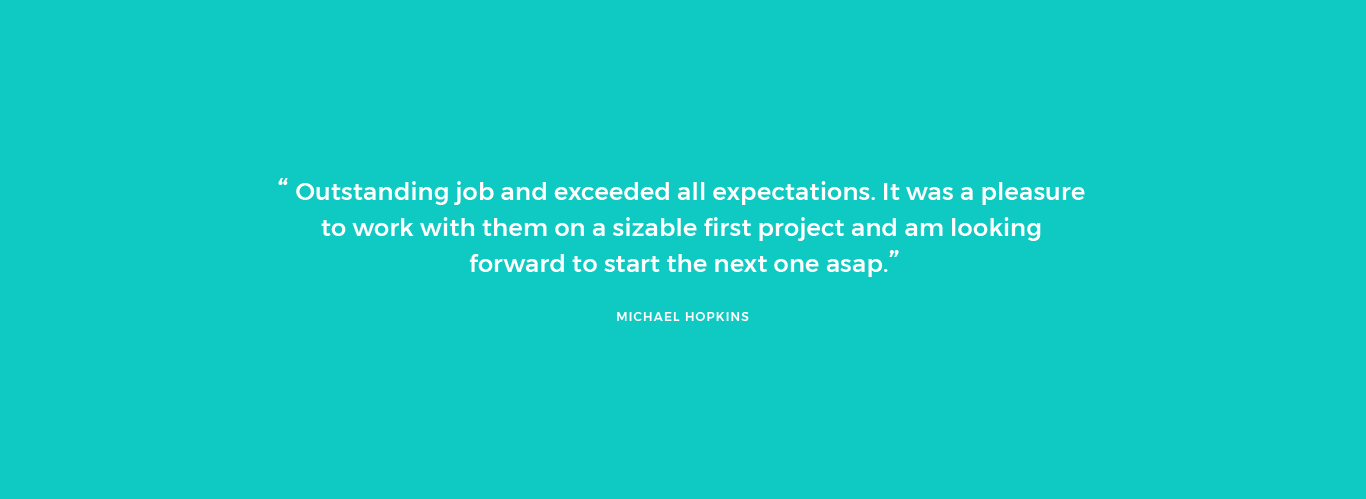 “ Outstanding job and exceeded all expectations. It was a pleasure
to work with them on a sizable first project and am looking
forward to start the next one asap.”
MICHAEL HOPKINS